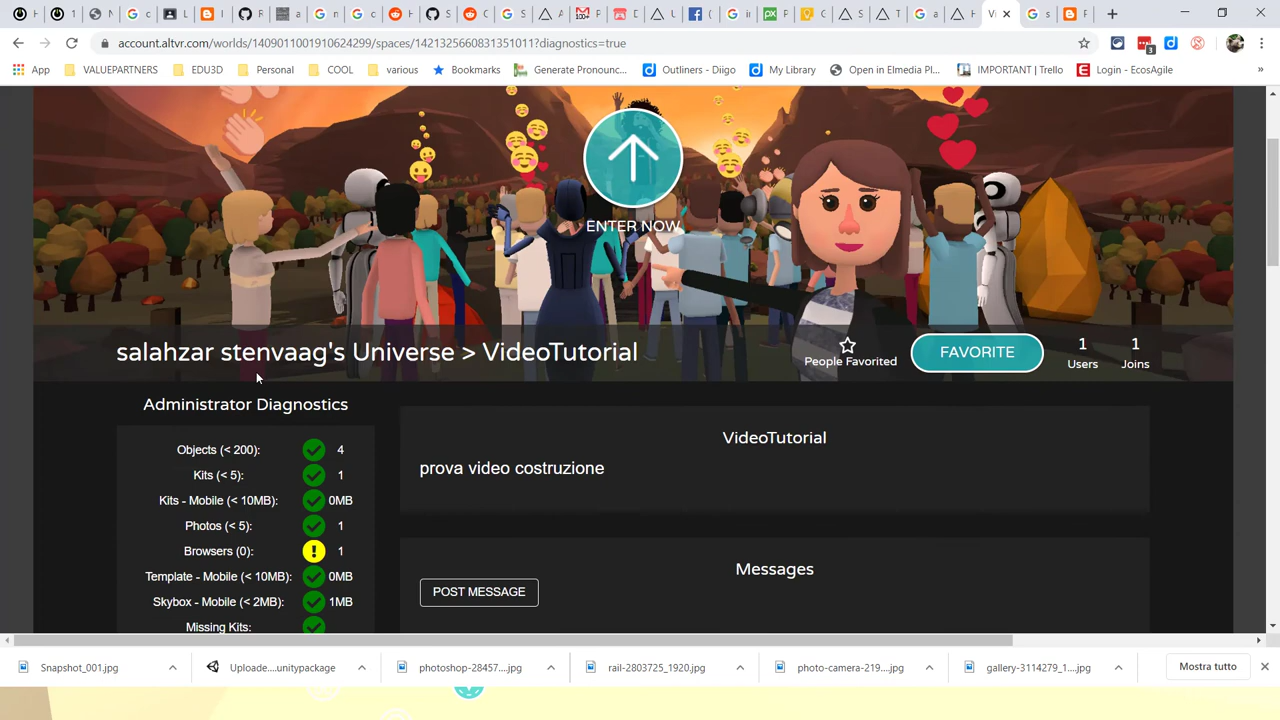 H
1
N
c
L
I
R
a
n
c
R
S
C
S
A
P
D
U
(
ir
P
C
S
T
a
H
Vi
s
F
account.altvr.com/worlds/1409011001910624299/spaces/1421325660831351011?diagnostics=true
3
App VALUEPARTNERS EDU3D Personal COOL various Bookmarks Generate Pronounc... Outliners - Diigo My Library Open in Elmedia Pl... IMPORTANT | Trello Login - EcosAgile »
ENTER NOW
salahzar stenvaag's Universe > VideoTutorial
People Favorited
FAVORITE
1
Users
1
Joins
Administrator Diagnostics
Objects (< 200): 4
Kits (< 5): 1
Kits - Mobile (< 10MB): 0MB
Photos (< 5): 1
Browsers (0): 1
Template - Mobile (< 10MB): 0MB
Skybox - Mobile (< 2MB): 1MB
Missing Kits:
VideoTutorial
prova video costruzione
Messages
POST MESSAGE
Snapshot_001.jpg
Uploade....unitypackage
photoshop-28457....jpg
rail-2803725_1920.jpg
photo-camera-219....jpg
gallery-3114279_1....jpg
Mostra tutto